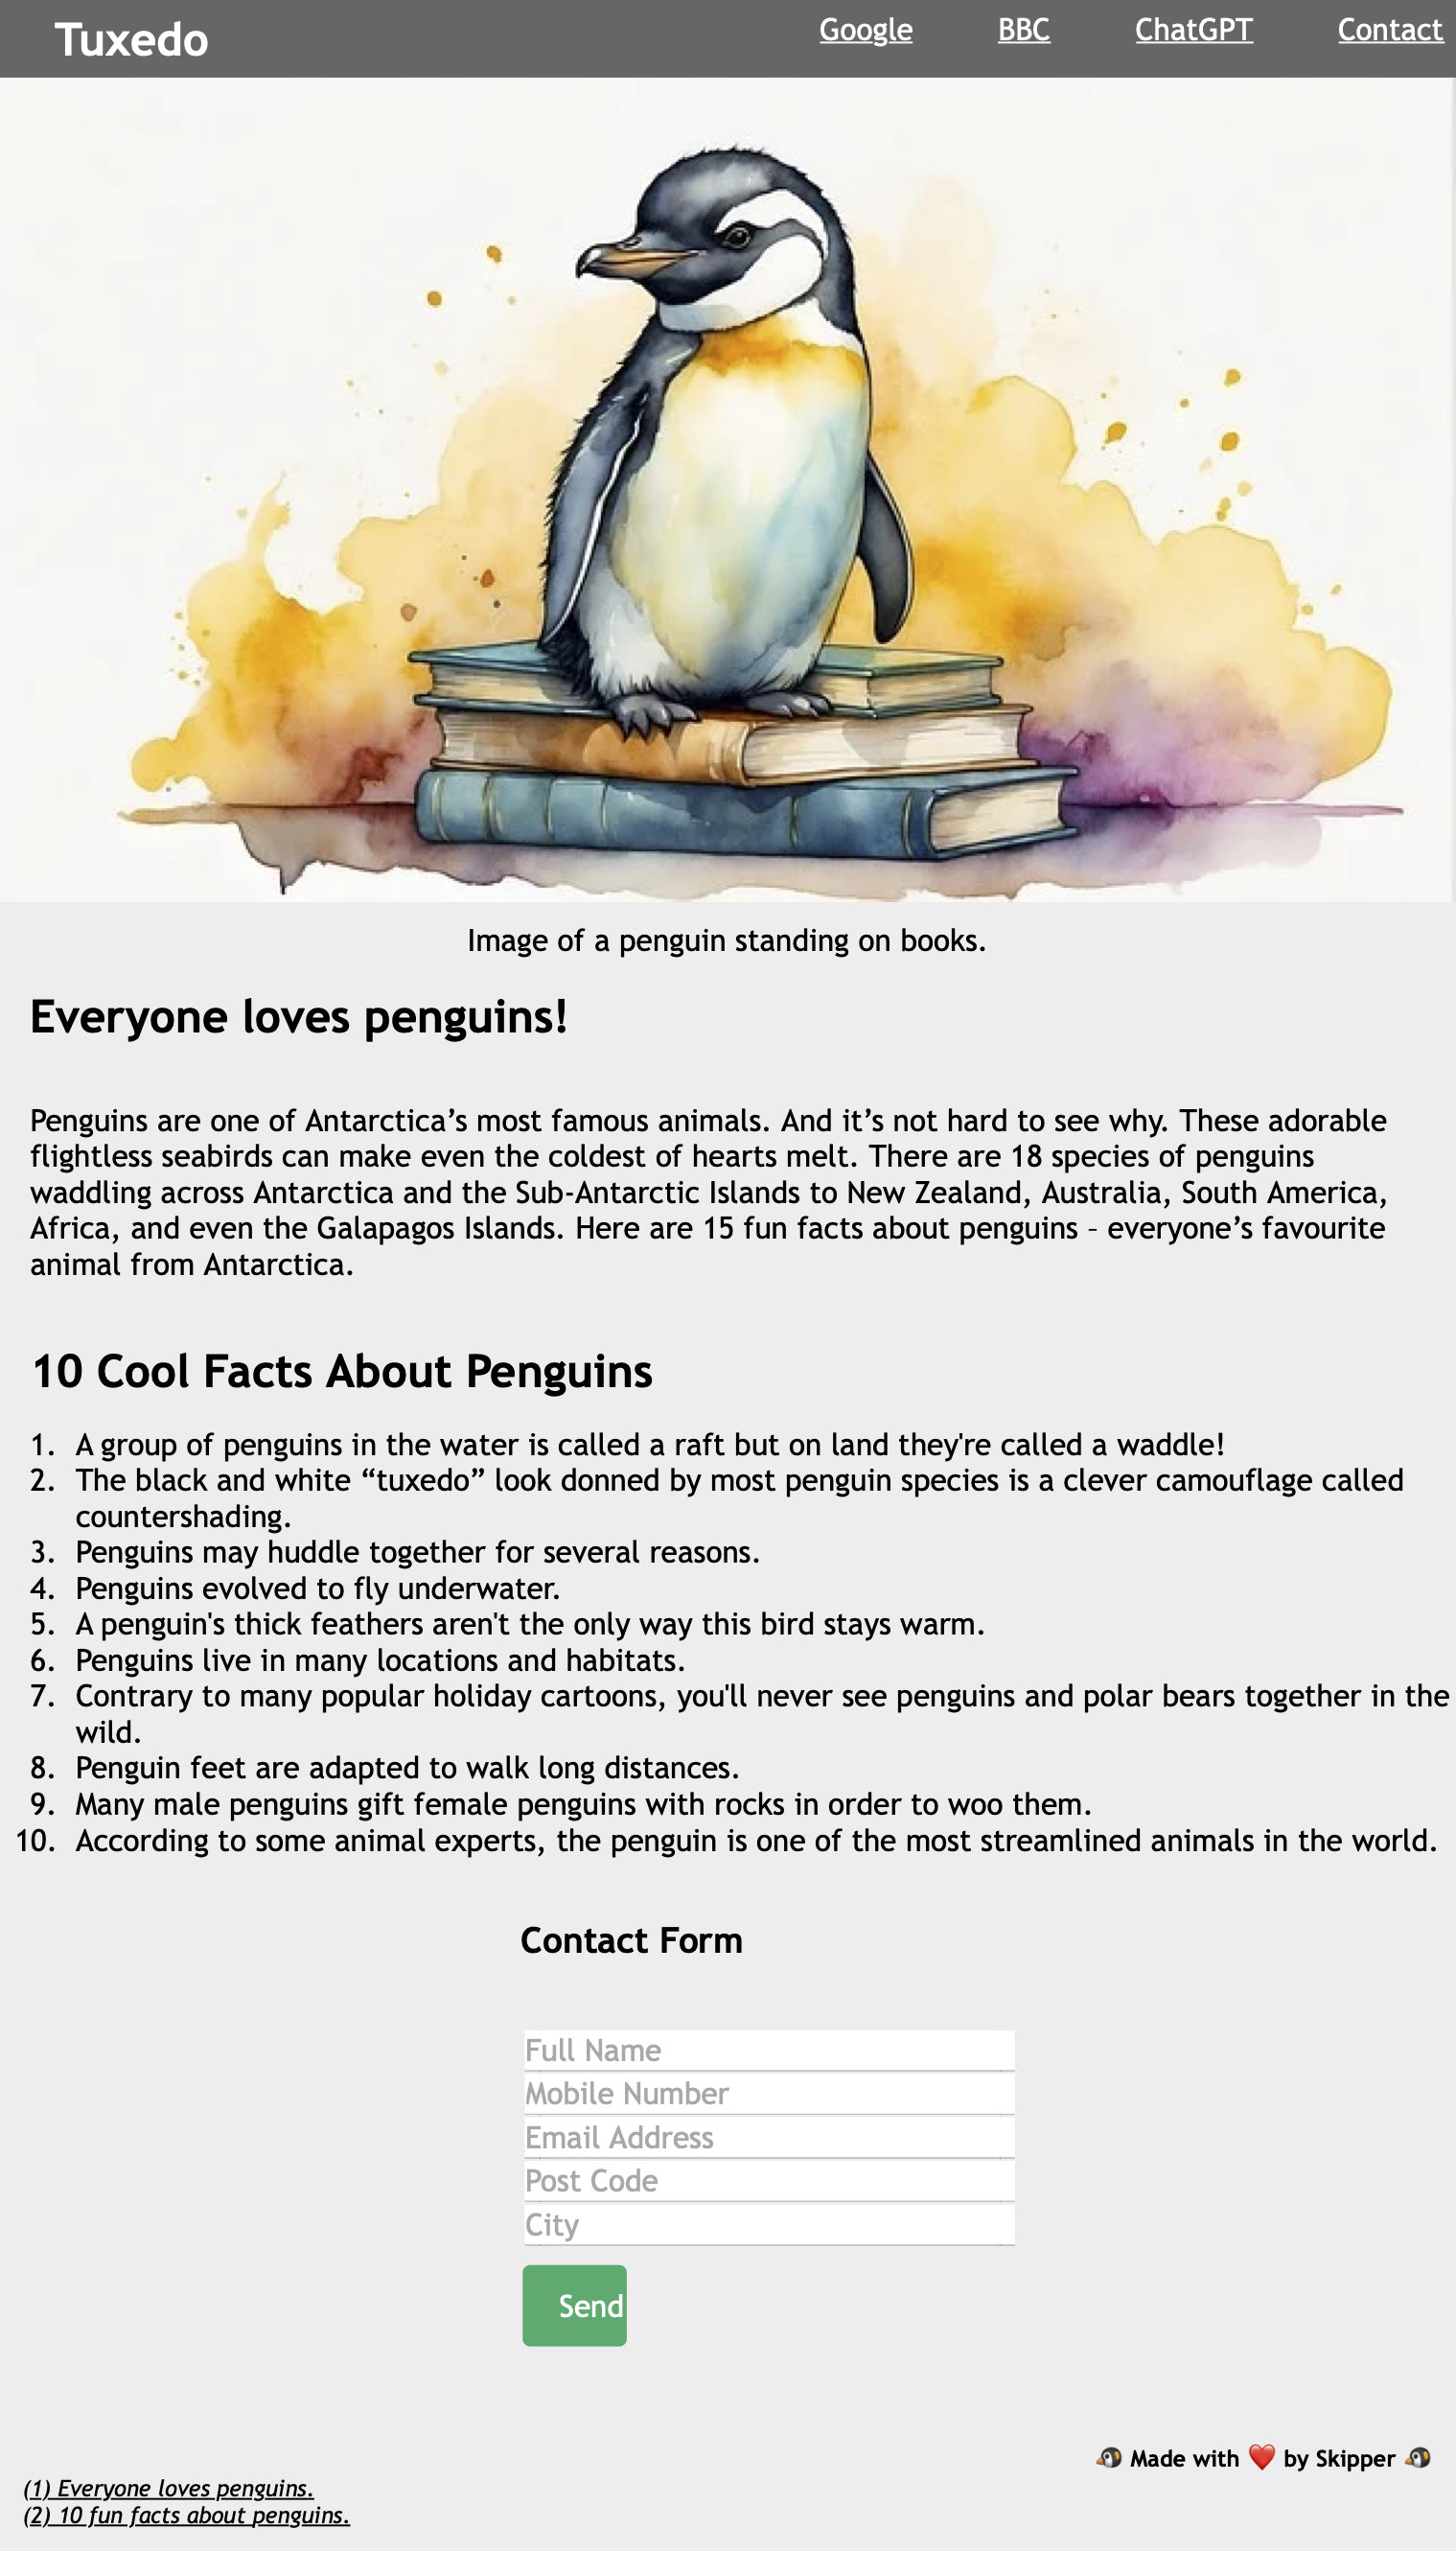 Tuxedo
Google BBC ChatGPT Contact
Image of a penguin standing on books.
Everyone loves penguins!
Penguins are one of Antarctica’s most famous animals. And it’s not hard to see why. These adorable
flightless seabirds can make even the coldest of hearts melt. There are 18 species of penguins
waddling across Antarctica and the Sub-Antarctic Islands to New Zealand, Australia, South America,
Africa, and even the Galapagos Islands. Here are 15 fun facts about penguins – everyone’s favourite
animal from Antarctica.
10 Cool Facts About Penguins
1. A group of penguins in the water is called a raft but on land they're called a waddle!
2. The black and white “tuxedo” look donned by most penguin species is a clever camouflage called
countershading.
3. Penguins may huddle together for several reasons.
4. Penguins evolved to fly underwater.
5. A penguin's thick feathers aren't the only way this bird stays warm.
6. Penguins live in many locations and habitats.
7. Contrary to many popular holiday cartoons, you'll never see penguins and polar bears together in the
wild.
8. Penguin feet are adapted to walk long distances.
9. Many male penguins gift female penguins with rocks in order to woo them.
10. According to some animal experts, the penguin is one of the most streamlined animals in the world.
Contact Form
Full Name
Mobile Number
Email Address
Post Code
City
Send
🐧 Made with ❤️ by Skipper 🐧
(1) Everyone loves penguins.
(2) 10 fun facts about penguins.